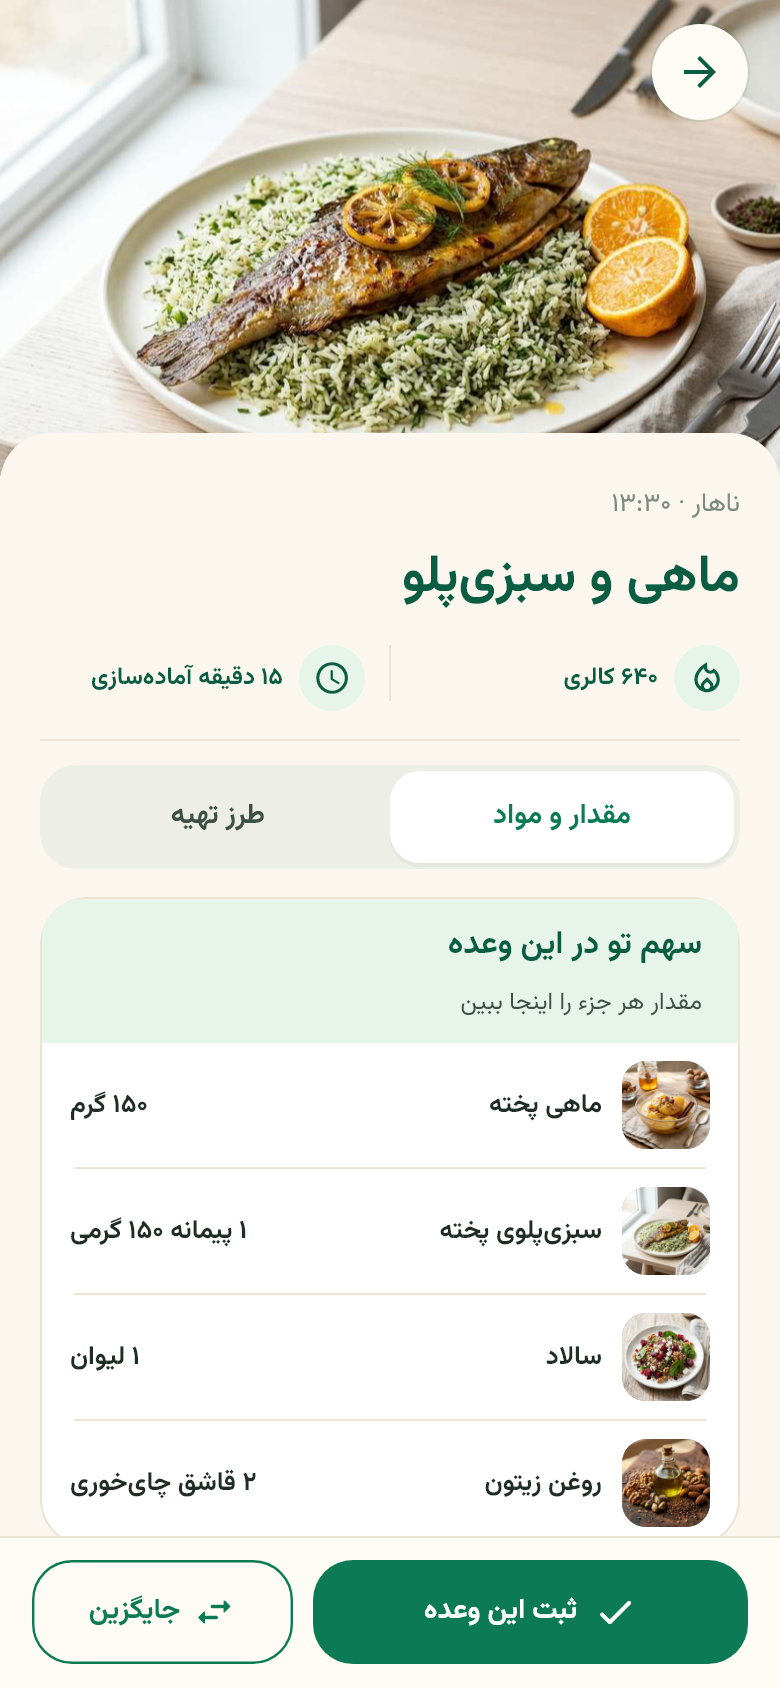 ناهار · ۱۳:۳۰
ماهی و سبزی‌پلو
۶۴۰ کالری
۱۵ دقیقه آماده‌سازی
مقدار و مواد
طرز تهیه
سهم تو در این وعده
مقدار هر جزء را اینجا ببین
ماهی پخته
۱۵۰ گرم
سبزی‌پلوی پخته
۱ پیمانه ۱۵۰ گرمی
سالاد
۱ لیوان
روغن زیتون
۲ قاشق چای‌خوری
ثبت این وعده
جایگزین